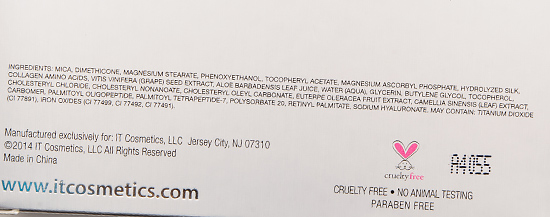 INGREDIENTS: MICA, DIMETHICONE, MAGNESIUM STEARATE, PHENOXYETHANOL, TOCOPHERYL ACETATE, MAGNESIUM ASCORBYL PHOSPHATE, HYDROLYZED SILK,
COLLAGEN AMINO ACIDS, VITIS VINIFERA (GRAPE) SEED EXTRACT, ALOE BARBADENSIS LEAF JUICE, WATER (AQUA), GLYCERIN, BUTYLENE GLYCOL, TOCOPHEROL,
CHOLESTERYL CHLORIDE, CHOLESTERYL NONANOATE, CHOLESTERYL OLEYL CARBONATE, EUTERPE OLERACEA FRUIT EXTRACT, CAMELLIA SINENSIS (LEAF) EXTRACT,
CARBOMER, PALMITOYL OLIGOPEPTIDE, PALMITOYL TETRAPEPTIDE-7, POLYSORBATE 20, RETINYL PALMITATE, SODIUM HYALURONATE. MAY CONTAIN: TITANIUM DIOXIDE
(CI 77891), IRON OXIDES (CI 77499, CI 77492, CI 77491).
Manufactured exclusively for: IT Cosmetics, LLC Jersey City, NJ 07310
©2014 IT Cosmetics, LLC All Rights Reserved
Made in China
www.itcosmetics.com
crueltyfree
A4055
CRUELTY FREE • NO ANIMAL TESTING
PARABEN FREE